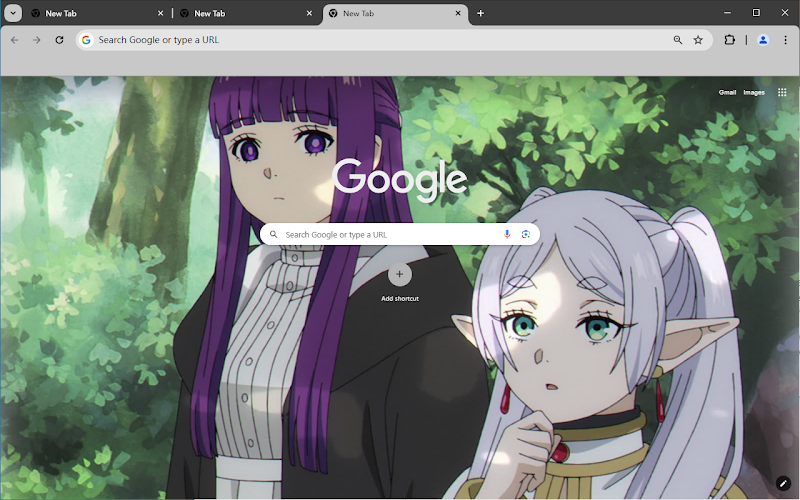 New Tab
New Tab
New Tab
Search Google or type a URL
Gmail Images
Google
Search Google or type a URL
Add shortcut